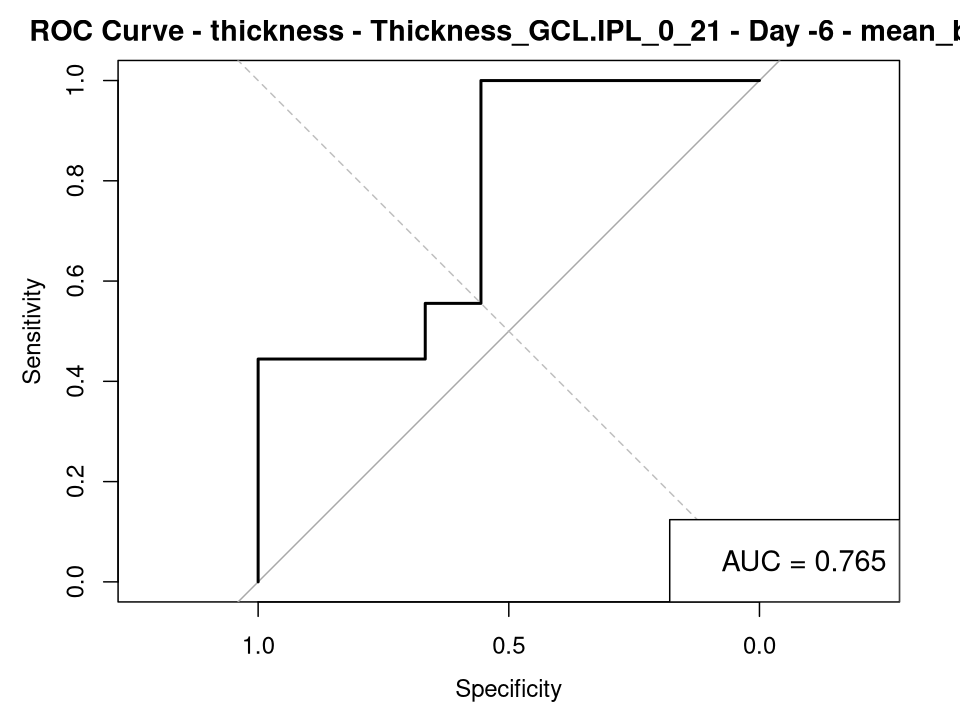 ROC Curve - thickness - Thickness_GCL.IPL_0_21 - Day -6 - mean_b
1.0
0.8
0.6
0.4
0.2
0.0
Sensitivity
AUC = 0.765
1.0 0.5 0.0
Specificity